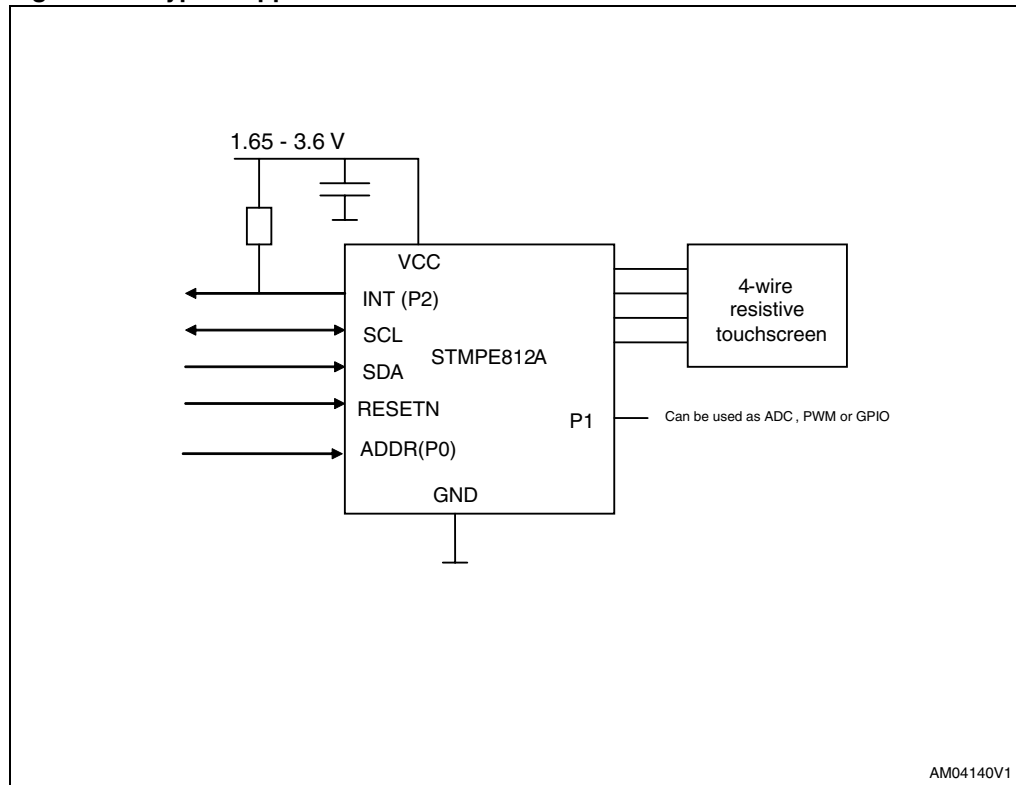 1.65 - 3.6 V
VCC
INT (P2)
SCL
SDA
STMPE812A
RESETN
ADDR(P0)
GND
P1
Can be used as ADC , PWM or GPIO
4-wire
resistive
touchscreen
AM04140V1